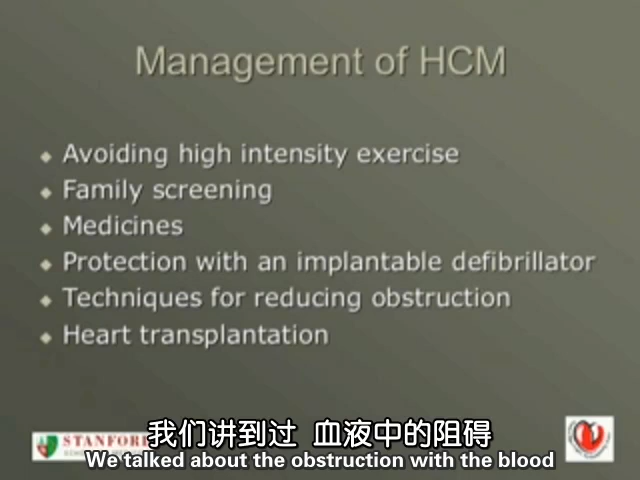 Management of HCM
Avoiding high intensity exercise
Family screening
Medicines
Protection with an implantable defibrillator
Techniques for reducing obstruction
Heart transplantation
STANFORD
我们讲到过 血液中的阻碍
We talked about the obstruction with the blood